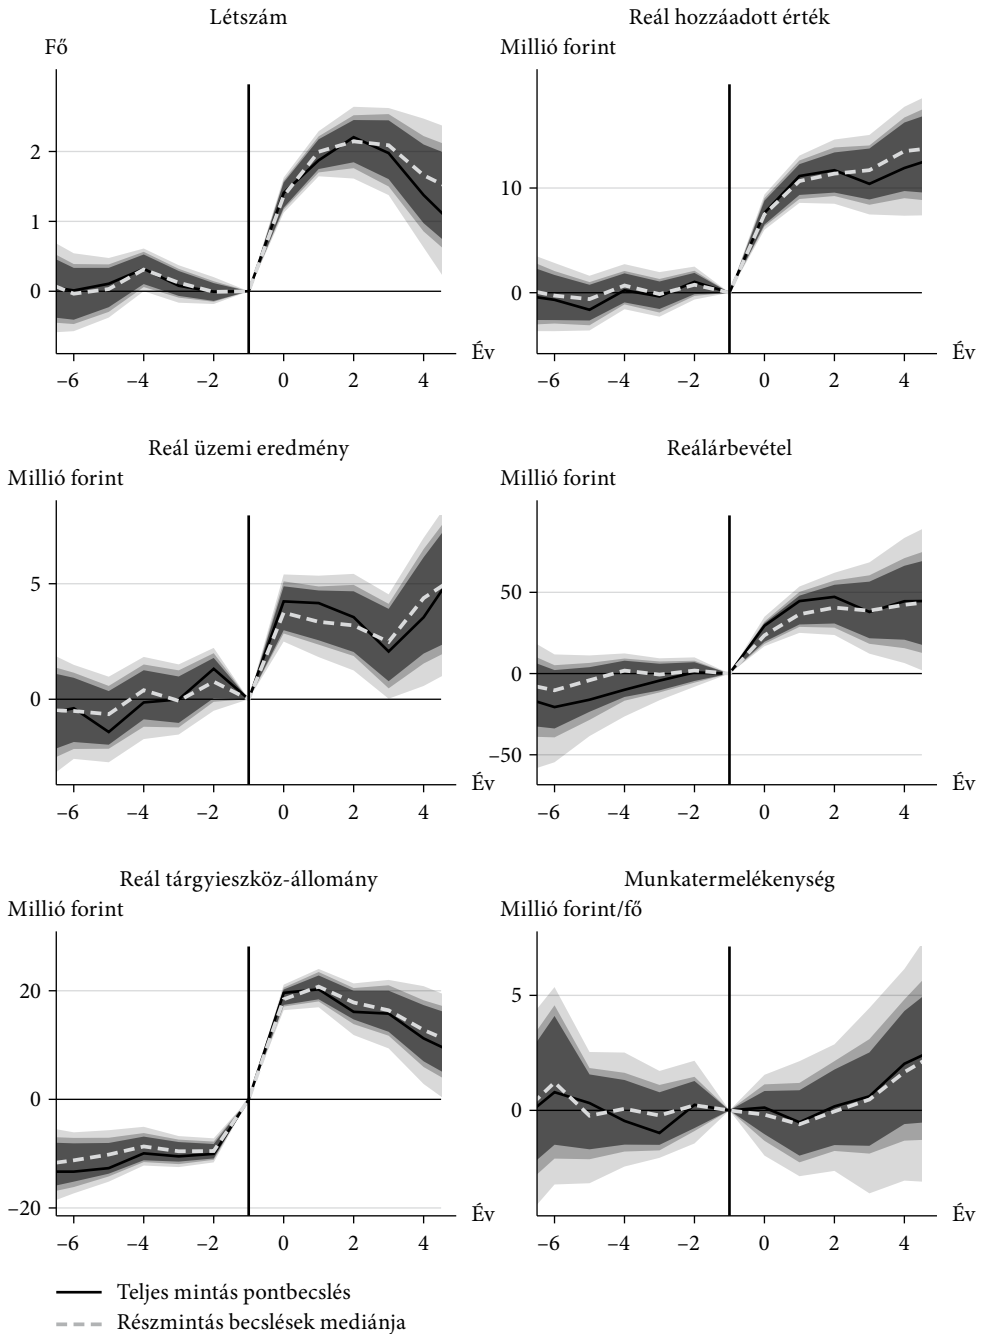 Létszám
Fő
2
1
0
–6 –4 –2 0 2 4
Év
Reál hozzáadott érték
Millió forint
10
0
–6 –4 –2 0 2 4
Év
Reál üzemi eredmény
Millió forint
5
0
–6 –4 –2 0 2 4
Év
Reálárbevétel
Millió forint
50
0
–50
–6 –4 –2 0 2 4
Év
Reál tárgyieszköz-állomány
Millió forint
20
0
–20
–6 –4 –2 0 2 4
Év
Munkatermelékenység
Millió forint/fő
5
0
–6 –4 –2 0 2 4
Év
Teljes mintás pontbecslés
Részmintás becslések mediánja